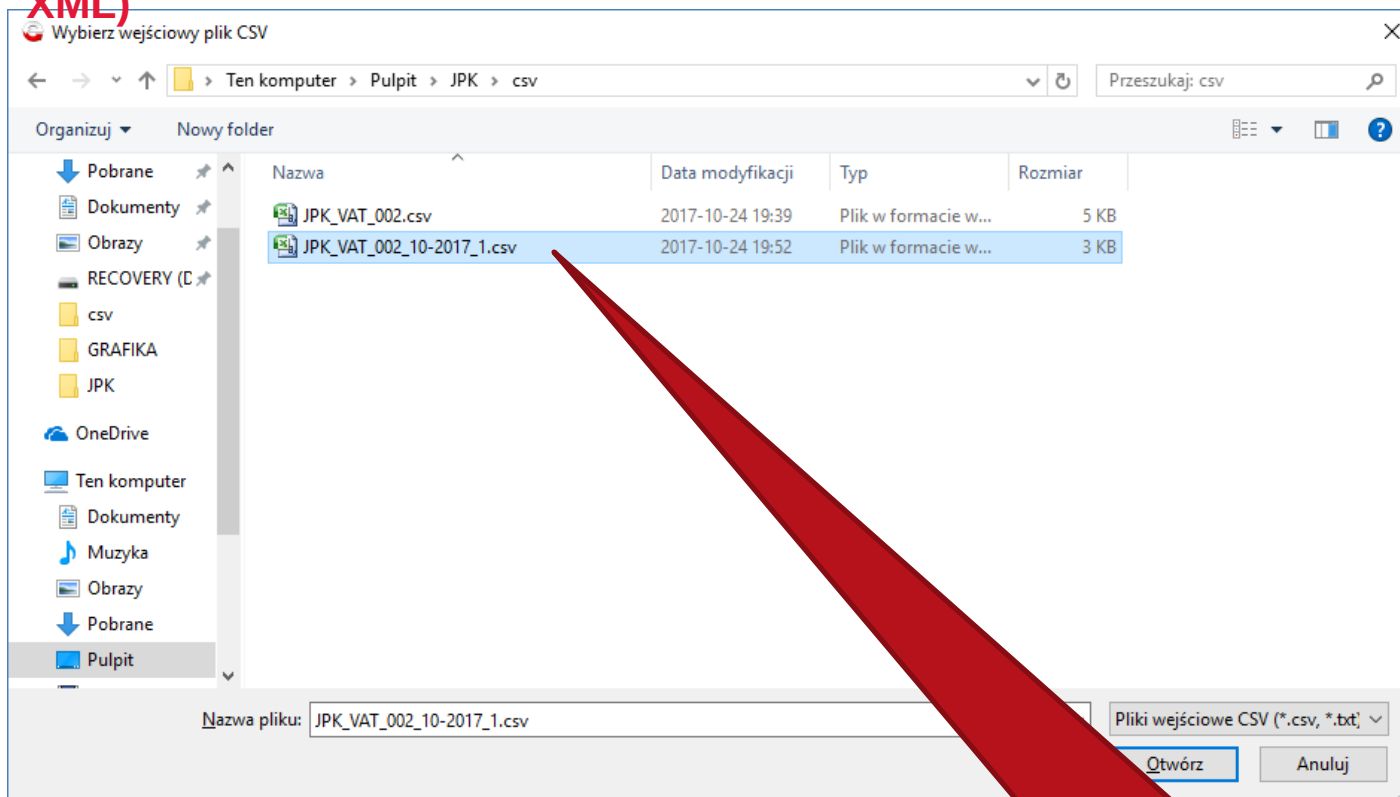 XML)
Wybierz wejściowy plik CSV
Ten komputer > Pulpit > JPK > csv
Przeszukaj: csv
Organizuj
Nowy folder
Nazwa
Data modyfikacji
Typ
Rozmiar
JPK_VAT_002.csv 2017-10-24 19:39 Plik w formacie w... 5 KB
JPK_VAT_002_10-2017_1.csv 2017-10-24 19:52 Plik w formacie w... 3 KB
Pobrane
Dokumenty
Obrazy
RECOVERY (D
csv
GRAFIKA
JPK
OneDrive
Ten komputer
Dokumenty
Muzyka
Obrazy
Pobrane
Pulpit
Nazwa pliku: JPK_VAT_002_10-2017_1.csv
Pliki wejściowe CSV (*.csv, *.txt)
Otwórz
Anuluj